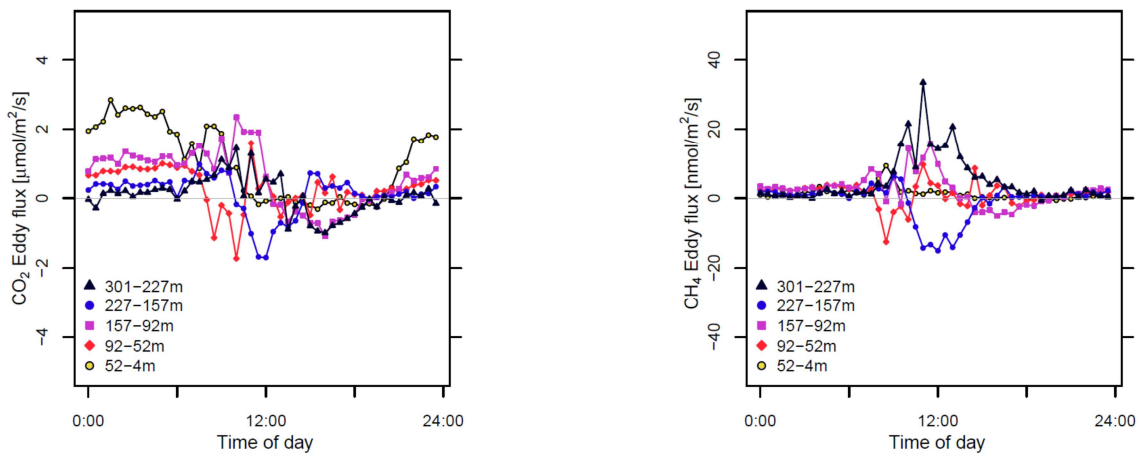 CO2 Eddy flux [μmol/m²/s]
4
2
0
−2
−4
301−227m
227−157m
157−92m
92−52m
52−4m
0:00 12:00 24:00
Time of day
CH4 Eddy flux [nmol/m²/s]
40
20
0
−20
−40
301−227m
227−157m
157−92m
92−52m
52−4m
0:00 12:00 24:00
Time of day